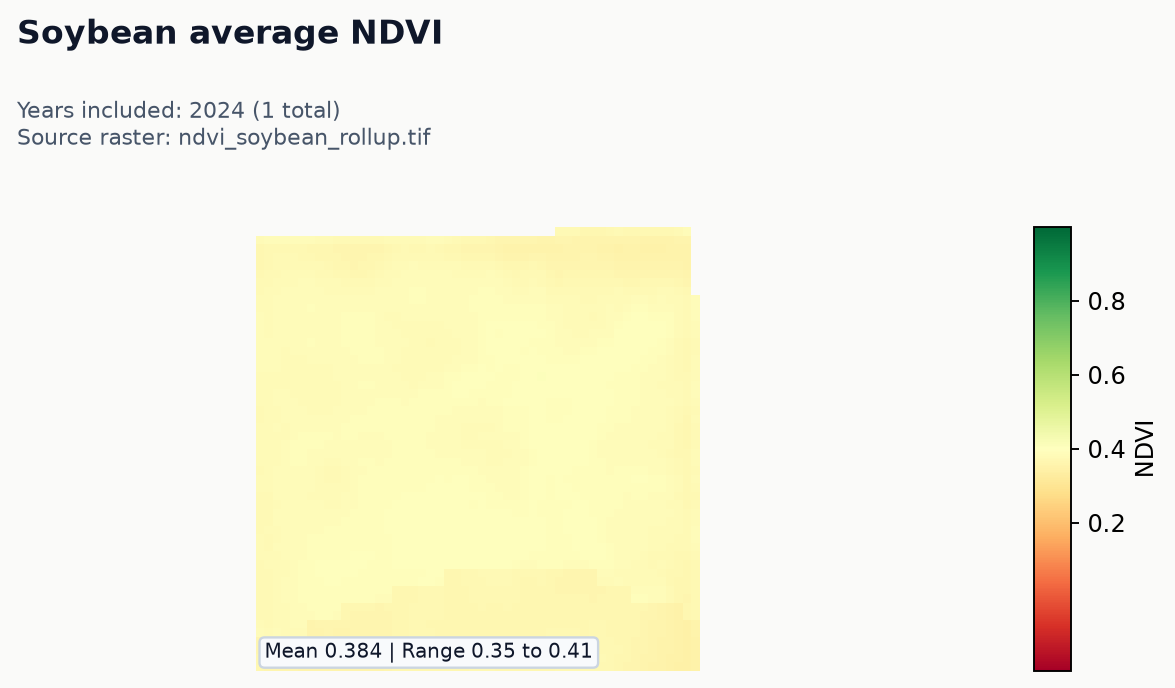 Soybean average NDVI
Years included: 2024 (1 total)
Source raster: ndvi_soybean_rollup.tif
0.8
0.6
0.4
0.2
NDVI
Mean 0.384 | Range 0.35 to 0.41